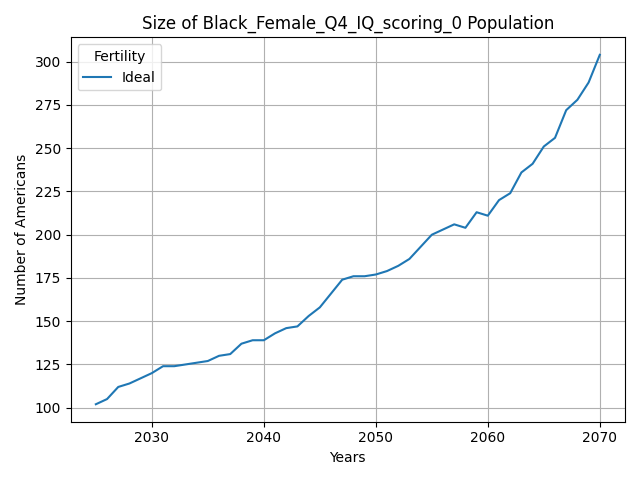 Size of Black_Female_Q4_IQ_scoring_0 Population
Fertility
Ideal
Number of Americans
300
275
250
225
200
175
150
125
100
2030 2040 2050 2060 2070
Years